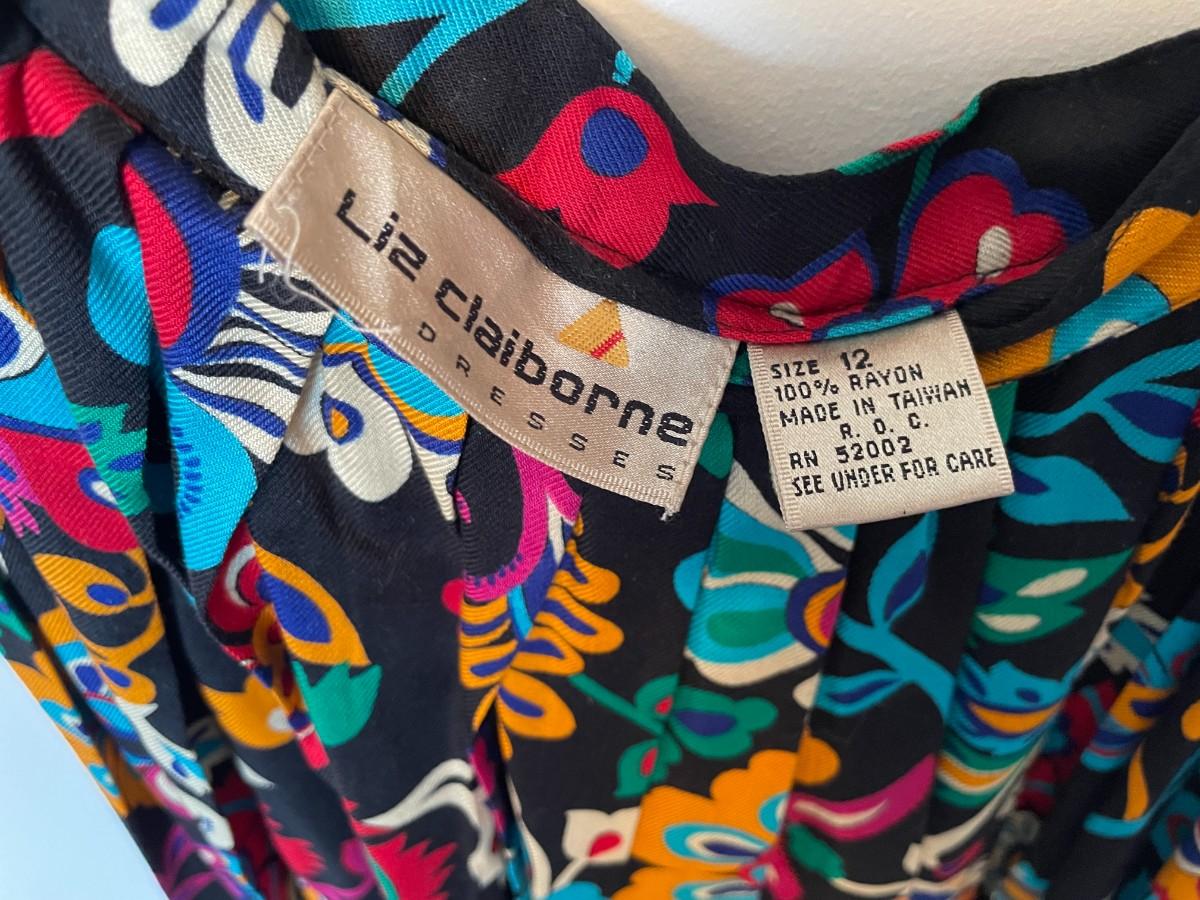 Liz claiborne
DRESSES
SIZE 12
100% RAYON
MADE IN TAIWAN
R. O. C.
RN 52002
SEE UNDER FOR CARE